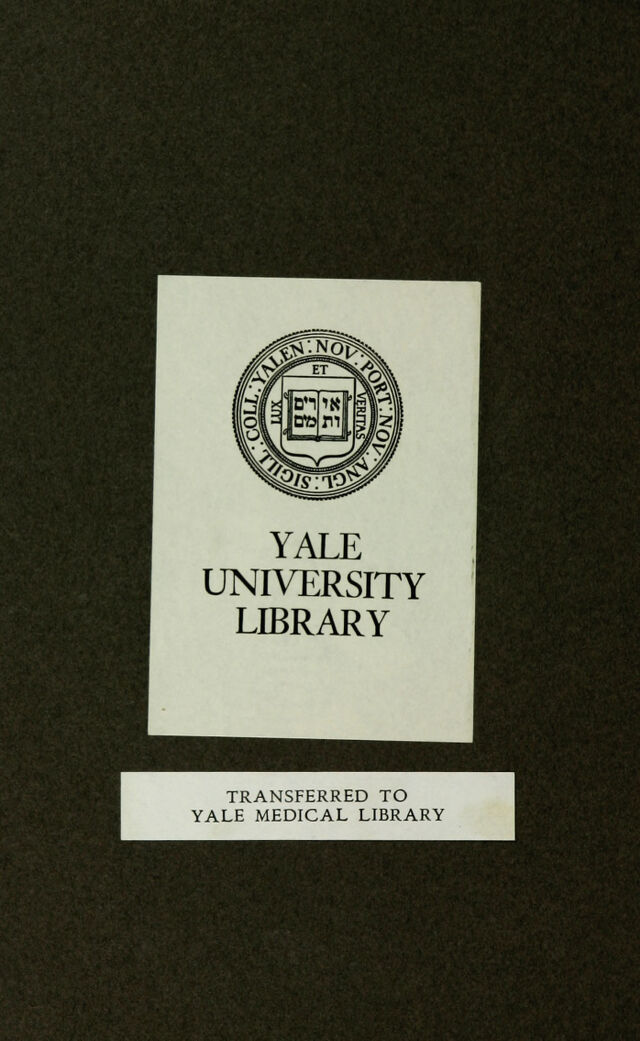 SIGILL : COLL : YALEN : NOV : PORT : NOV : ANGL :
ET
LUX
VERITAS
אורים
ותמים
YALE
UNIVERSITY
LIBRARY
TRANSFERRED TO
YALE MEDICAL LIBRARY